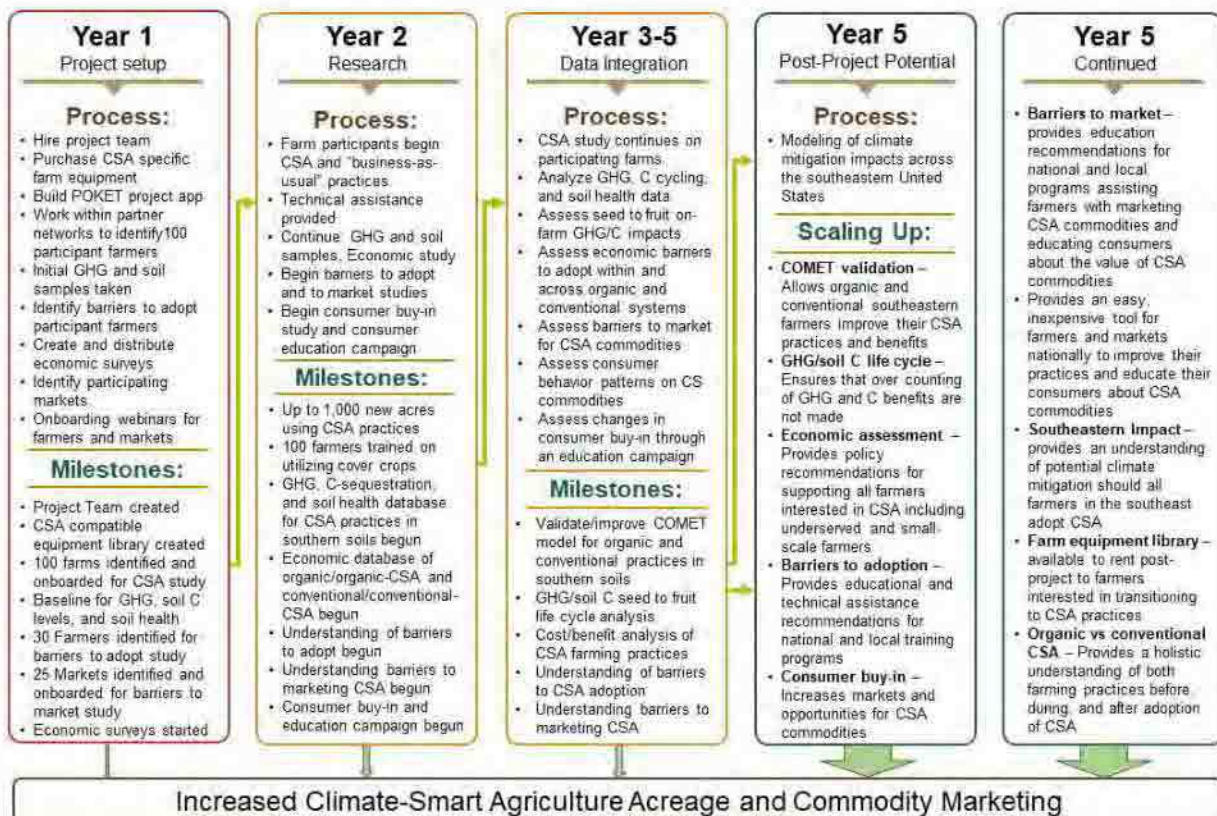 Year 1
Project setup
Process:
• Hire project team
• Purchase CSA specific
farm equipment
• Build POKET project app
• Work within partner
networks to identify100
participant farmers
• Initial GHG and soil
samples taken
• Identify barriers to adopt
participant farmers
• Create and distribute
economic surveys
• Identify participating
markets
• Onboarding webinars for
farmers and markets
Milestones:
• Project Team created
• CSA compatible
equipment library created
• 100 farms identified and
onboarded for CSA study
• Baseline for GHG, soil C
levels, and soil health
• 30 Farmers identified for
barriers to adopt study
• 25 Markets identified and
onboarded for barriers to
market study
• Economic surveys started
Year 2
Research
Process:
• Farm participants begin
CSA and "business-as-
usual" practices
• Technical assistance
provided
• Continue GHG and soil
samples, Economic study
• Begin barriers to adopt
and to market studies
• Begin consumer buy-in
study and consumer
education campaign
Milestones:
• Up to 1,000 new acres
using CSA practices
• 100 farmers trained on
utilizing cover crops
• GHG, C-sequestration,
and soil health database
for CSA practices in
southern soils begun
• Economic database of
organic/organic-CSA and
conventional/conventional-
CSA begun
• Understanding of barriers
to adopt begun
• Understanding barriers to
marketing CSA begun
• Consumer buy-in and
education campaign begun
Year 3-5
Data Integration
Process:
• CSA study continues on
participating farms
• Analyze GHG, C cycling,
and soil health data
• Assess seed to fruit on-
farm GHG/C impacts
• Assess economic barriers
to adopt within and
across organic and
conventional systems
• Assess barriers to market
for CSA commodities
• Assess consumer
behavior patterns on CS
commodities
• Assess changes in
consumer buy-in through
an education campaign
Milestones:
• Validate/improve COMET
model for organic and
conventional practices in
southern soils
• GHG/soil C seed to fruit
life cycle analysis
• Cost/benefit analysis of
CSA farming practices
• Understanding of barriers
to CSA adoption
• Understanding barriers to
marketing CSA
Year 5
Post-Project Potential
Process:
• Modeling of climate
mitigation impacts across
the southeastern United
States
Scaling Up:
• COMET validation –
Allows organic and
conventional southeastern
farmers improve their CSA
practices and benefits
• GHG/soil C life cycle –
Ensures that over counting
of GHG and C benefits are
not made
• Economic assessment –
Provides policy
recommendations for
supporting all farmers
interested in CSA including
underserved and small-
scale farmers
• Barriers to adoption –
Provides educational and
technical assistance
recommendations for
national and local training
programs
• Consumer buy-in –
Increases markets and
opportunities for CSA
commodities
Year 5
Continued
• Barriers to market –
provides education
recommendations for
national and local
programs assisting
farmers with marketing
CSA commodities and
educating consumers
about the value of CSA
commodities
• Provides an easy,
inexpensive tool for
farmers and markets
nationally to improve their
practices and educate their
consumers about CSA
commodities
• Southeastern Impact –
provides an understanding
of potential climate
mitigation should all
farmers in the southeast
adopt CSA
• Farm equipment library –
available to rent post-
project to farmers
interested in transitioning
to CSA practices
• Organic vs conventional
CSA – Provides a holistic
understanding of both
farming practices before,
during, and after adoption
of CSA
Increased Climate-Smart Agriculture Acreage and Commodity Marketing